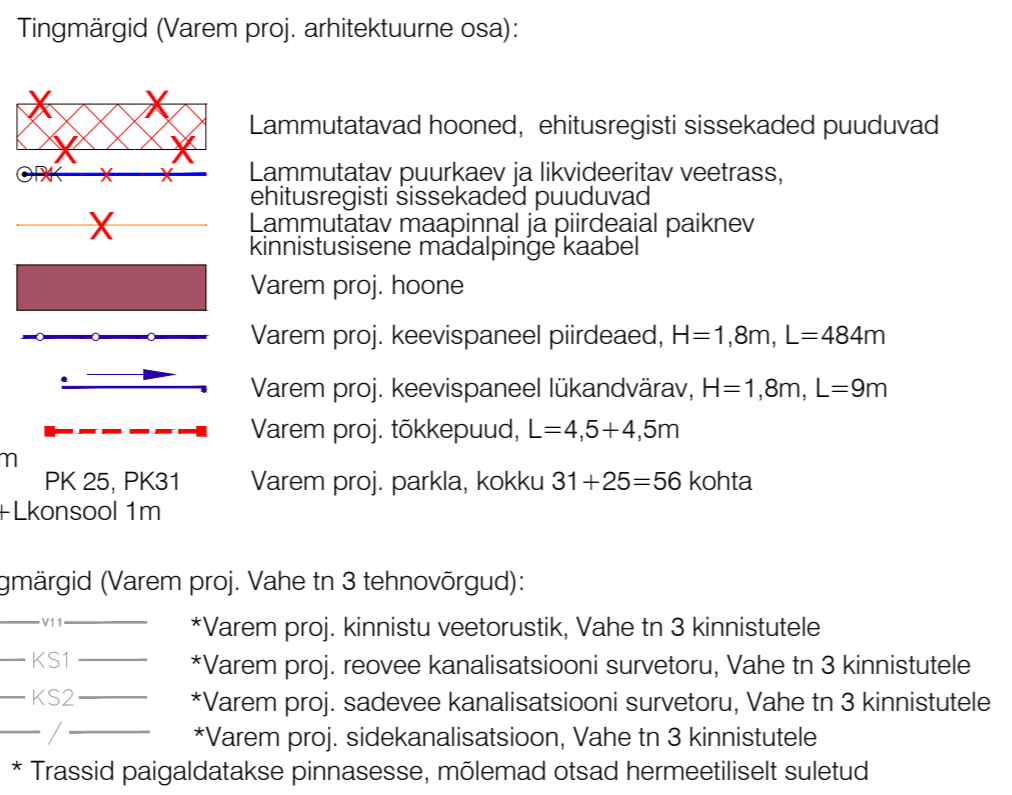 Tingmärgid (Varem proj. arhitektuurne osa):
Lammutatavad hooned, ehitusregisti sissekaded puuduvad
PK
Lammutatav puurkaev ja likvideeritav veetrass,
ehitusregisti sissekaded puuduvad
Lammutatav maapinnal ja piirdeaial paiknev
kinnistusisene madalpinge kaabel
Varem proj. hoone
Varem proj. keevispaneel piirdeaed, H=1,8m, L=484m
Varem proj. keevispaneel lükandvärav, H=1,8m, L=9m
Varem proj. tõkkepuud, L=4,5+4,5m
m
PK 25, PK31 Varem proj. parkla, kokku 31+25=56 kohta
+Lkonsool 1m
gmärgid (Varem proj. Vahe tn 3 tehnovõrgud):
V11 *Varem proj. kinnistu veetorustik, Vahe tn 3 kinnistutele
KS1 *Varem proj. reovee kanalisatsiooni survetoru, Vahe tn 3 kinnistutele
KS2 *Varem proj. sadevee kanalisatsiooni survetoru, Vahe tn 3 kinnistutele
*Varem proj. sidekanalisatsioon, Vahe tn 3 kinnistutele
* Trassid paigaldatakse pinnasesse, mõlemad otsad hermeetiliselt suletud